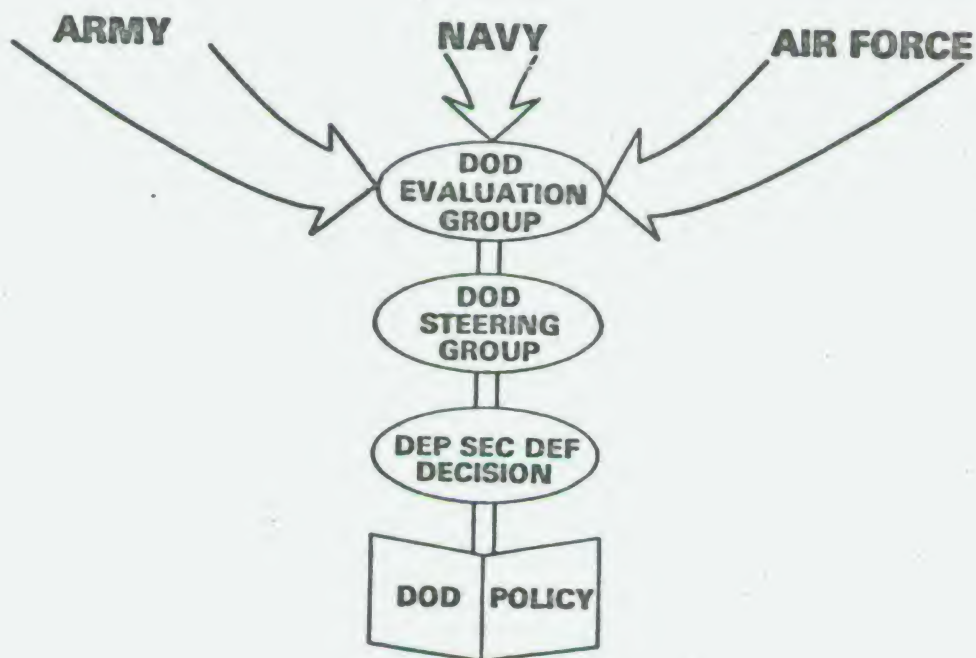 ARMY
NAVY
AIR FORCE
DOD
EVALUATION
GROUP
DOD
STEERING
GROUP
DEP SEC DEF
DECISION
DOD POLICY